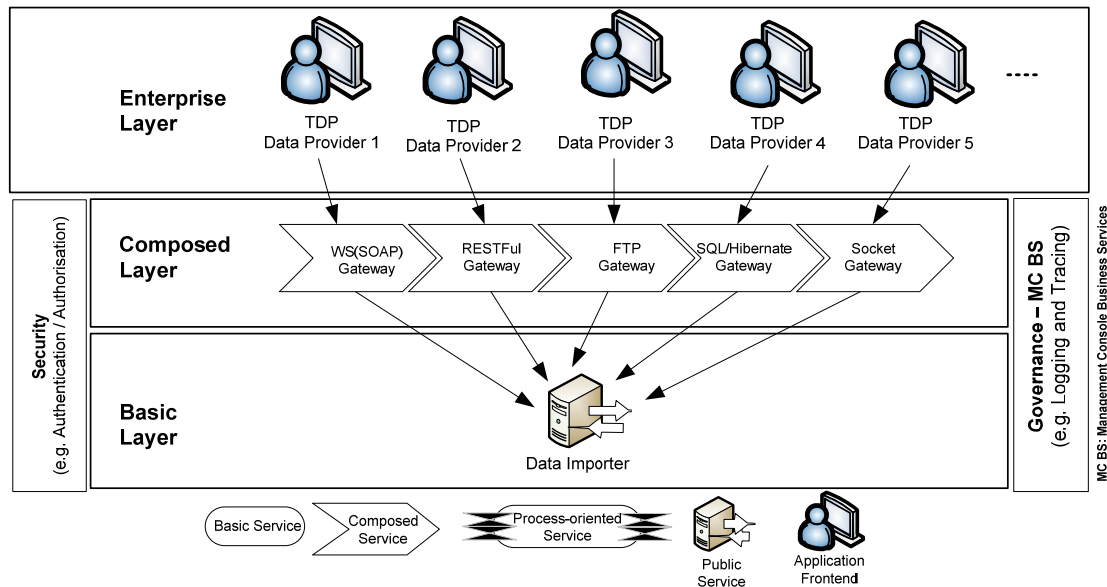 Enterprise
Layer
TDP
Data Provider 1
TDP
Data Provider 2
TDP
Data Provider 3
TDP
Data Provider 4
TDP
Data Provider 5
----
Security
(e.g. Authentication / Authorisation)
Composed
Layer
WS(SOAP)
Gateway
RESTFul
Gateway
FTP
Gateway
SQL/Hibernate
Gateway
Socket
Gateway
Governance – MC BS
(e.g. Logging and Tracing)
MC BS: Management Console Business Services
Basic
Layer
Data Importer
Basic Service
Composed
Service
Process-oriented
Service
Public
Service
Application
Frontend